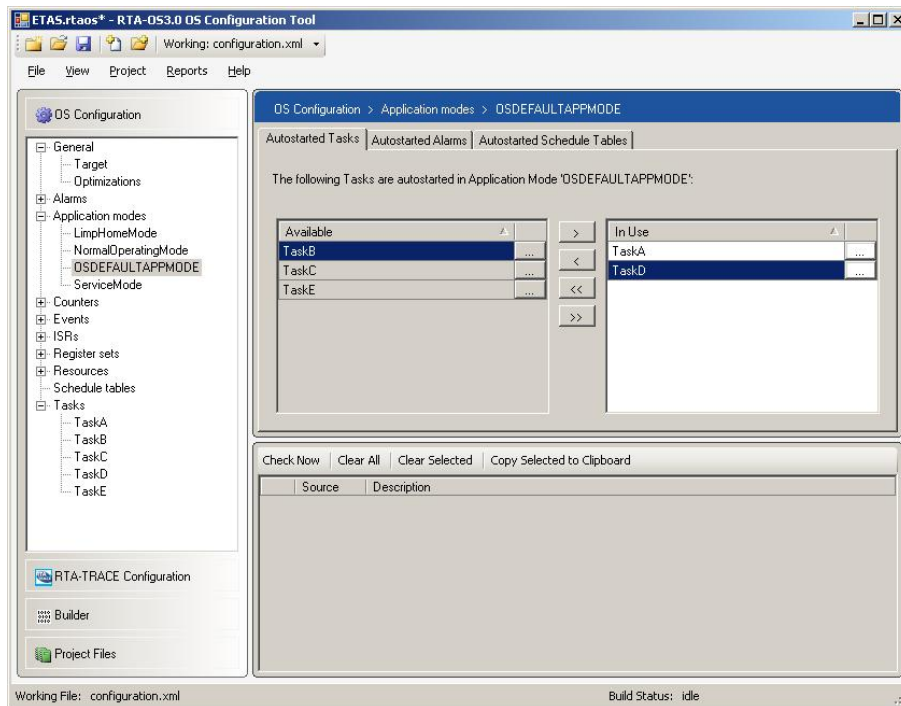 ETAS.rtaos* - RTA-OS3.0 OS Configuration Tool
Working: configuration.xml
File View Project Reports Help
OS Configuration
General
Target
Optimizations
Alarms
Application modes
LimpHomeMode
NormalOperatingMode
OSDEFAULTAPPMODE
ServiceMode
Counters
Events
ISRs
Register sets
Resources
Schedule tables
Tasks
TaskA
TaskB
TaskC
TaskD
TaskE
RTA-TRACE Configuration
Builder
Project Files
OS Configuration > Application modes > OSDEFAULTAPPMODE
Autostarted Tasks Autostarted Alarms Autostarted Schedule Tables
The following Tasks are autostarted in Application Mode 'OSDEFAULTAPPMODE':
Available
TaskB ...
TaskC ...
TaskE ...
>
<
<<
>>
In Use
TaskA ...
TaskD ...
Check Now Clear All Clear Selected Copy Selected to Clipboard
Source Description
Working File: configuration.xml Build Status: idle